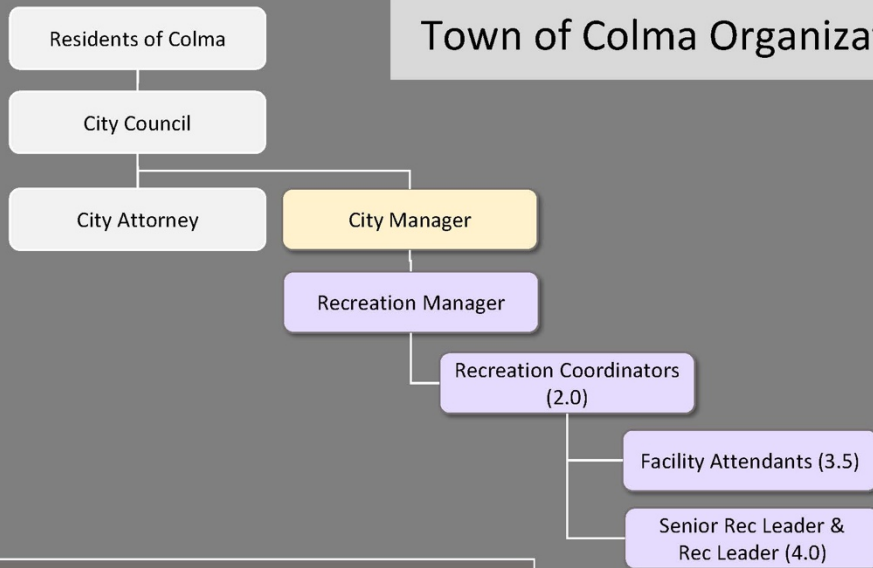 Residents of Colma
Town of Colma Organiza
City Council
City Attorney
City Manager
Recreation Manager
Recreation Coordinators
(2.0)
Facility Attendants (3.5)
Senior Rec Leader &
Rec Leader (4.0)